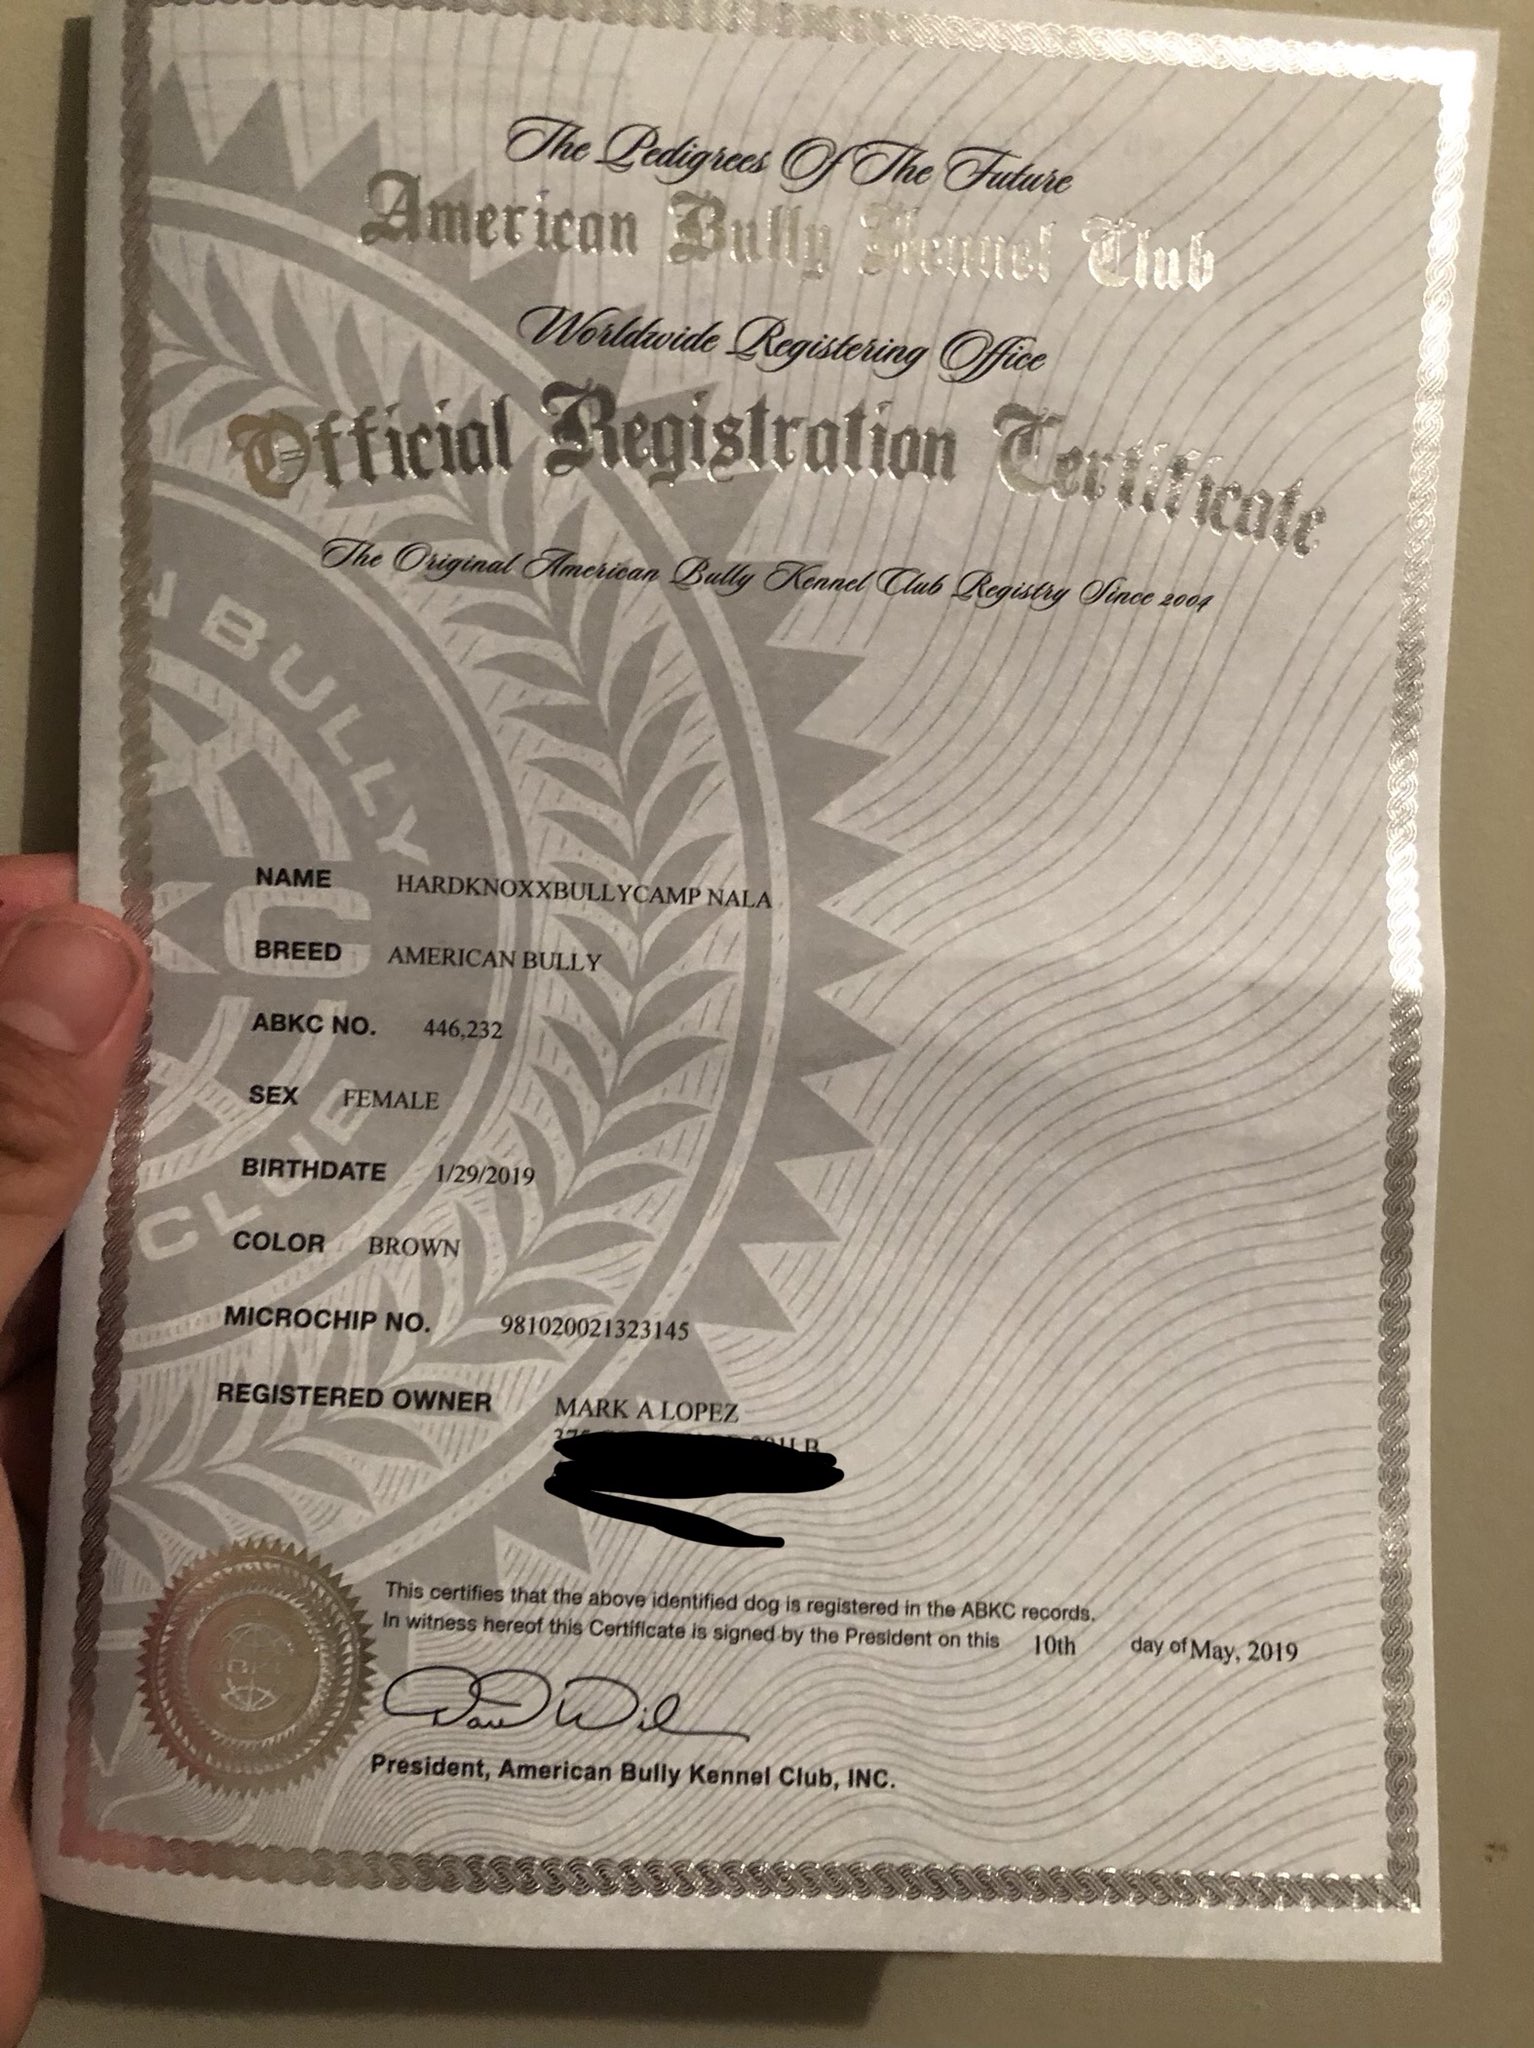 The Pedigrees Of The Future
American Bully Kennel Club
Worldwide Registering Office
Official Registration Certificate
The Original American Bully Kennel Club Registry Since 2004
N BULLY
C
CLUB
NAME HARDKNOXXBULLYCAMP NALA
BREED AMERICAN BULLY
ABKC NO. 446,232
SEX FEMALE
BIRTHDATE 1/29/2019
COLOR BROWN
MICROCHIP NO. 981020021323145
REGISTERED OWNER MARK A LOPEZ
This certifies that the above identified dog is registered in the ABKC records.
In witness hereof this Certificate is signed by the President on this 10th day of May, 2019
President, American Bully Kennel Club, INC.